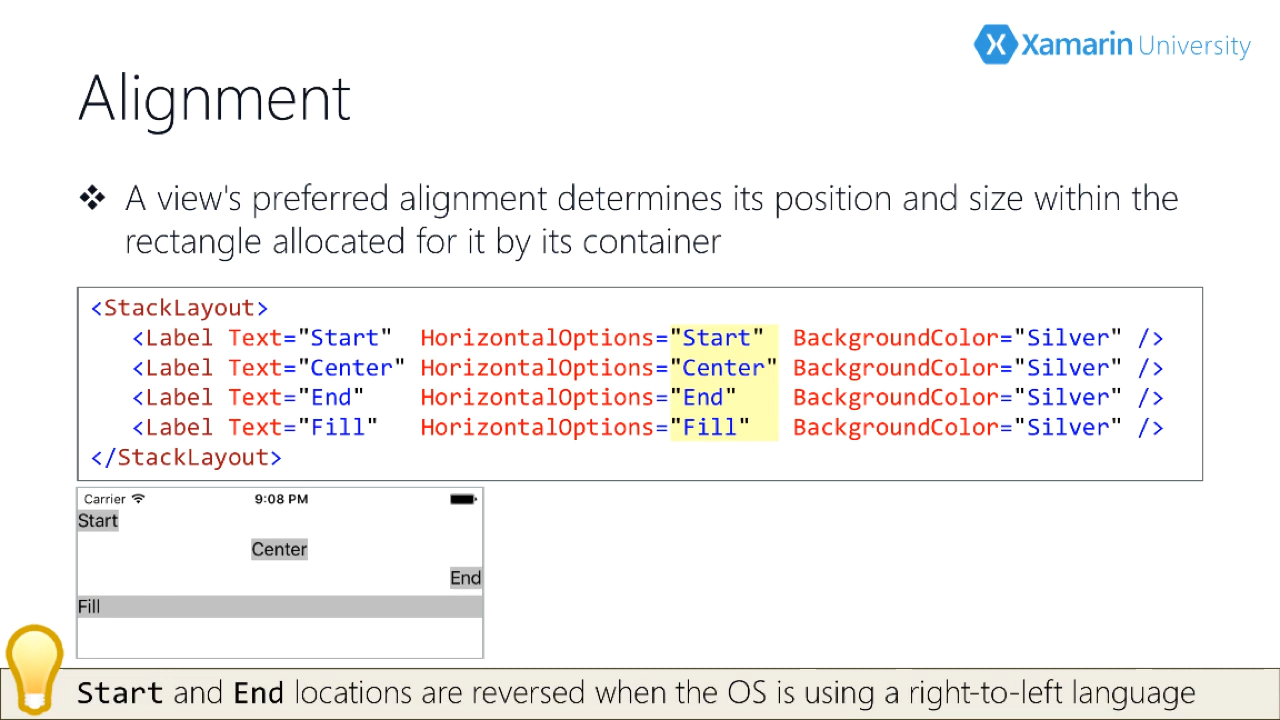 Xamarin University
Alignment
❖ A view's preferred alignment determines its position and size within the
rectangle allocated for it by its container
<StackLayout>
   <Label Text="Start"  HorizontalOptions="Start"  BackgroundColor="Silver" />
   <Label Text="Center" HorizontalOptions="Center" BackgroundColor="Silver" />
   <Label Text="End"    HorizontalOptions="End"    BackgroundColor="Silver" />
   <Label Text="Fill"   HorizontalOptions="Fill"   BackgroundColor="Silver" />
</StackLayout>
Carrier 9:08 PM
Start
Center
End
Fill
Start and End locations are reversed when the OS is using a right-to-left language